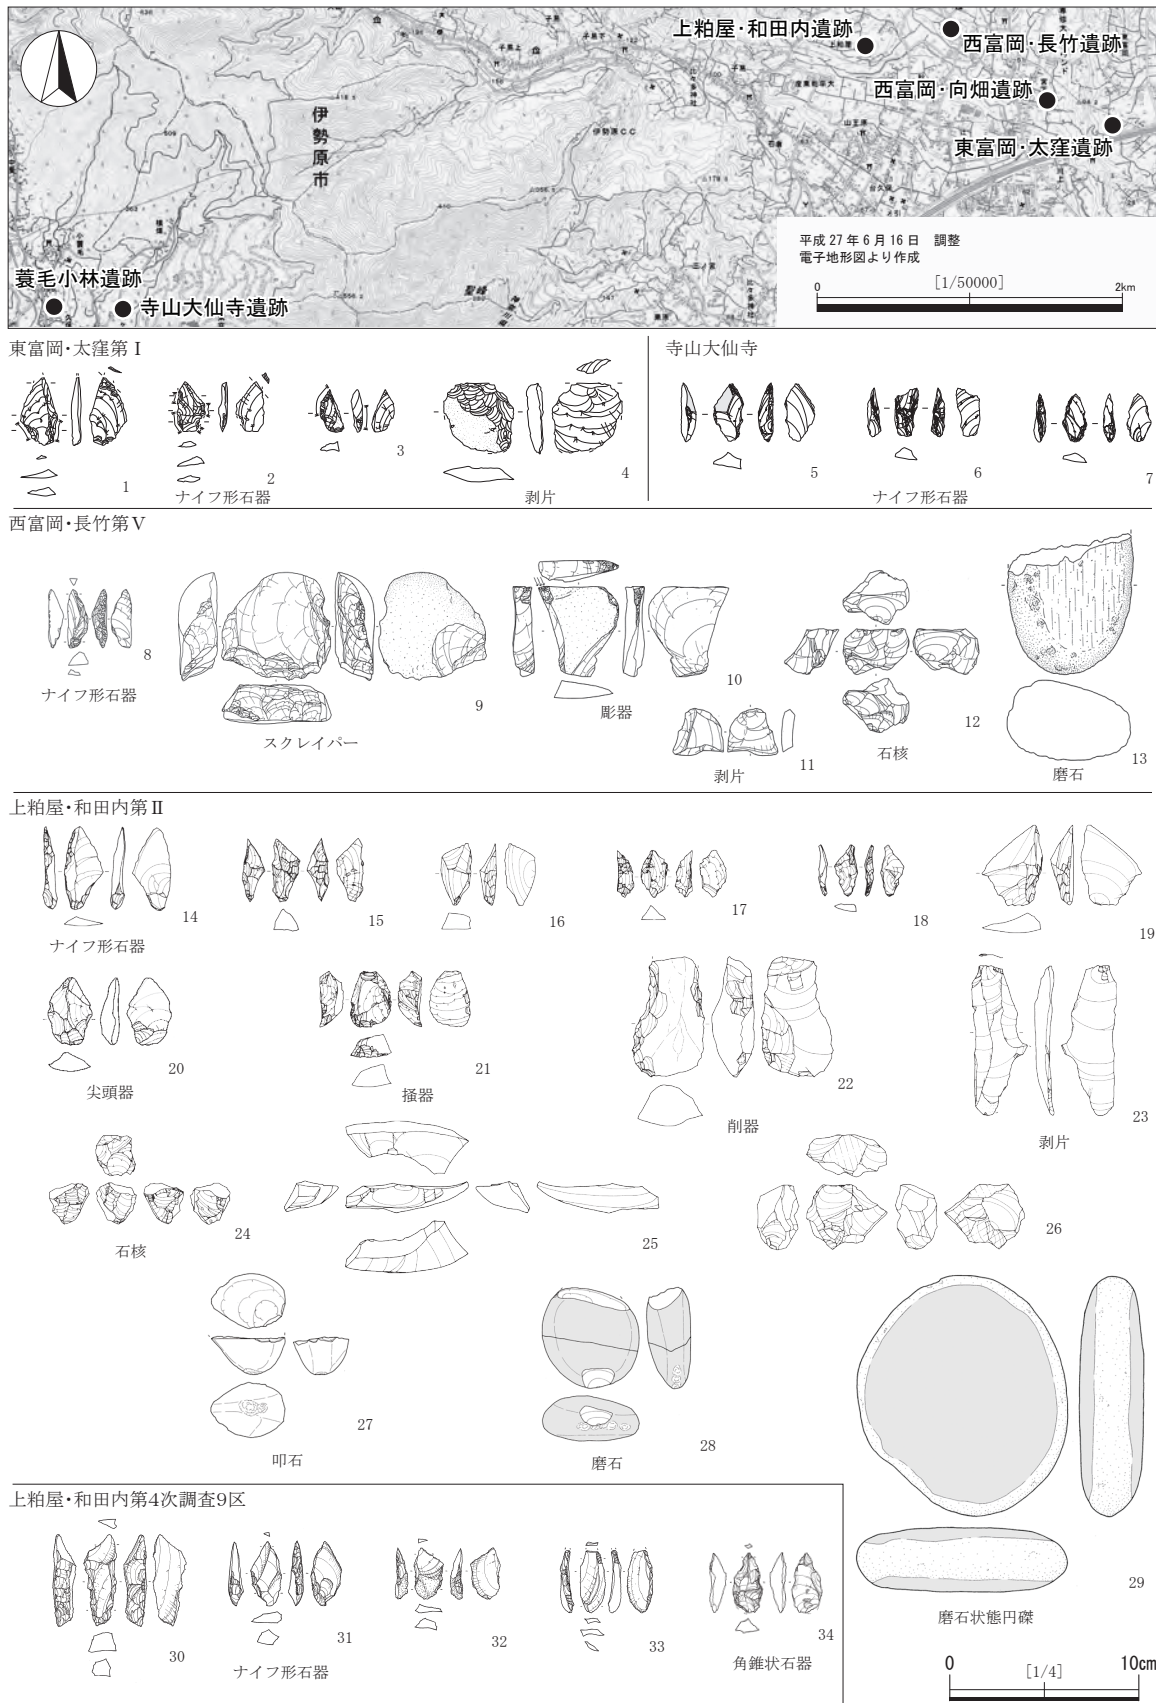 上粕屋・和田内遺跡
西富岡・長竹遺跡
西富岡・向畑遺跡
東富岡・太窪遺跡
伊勢原市
伊勢原CC
蓑毛小林遺跡
寺山大仙寺遺跡
平成27年6月16日 調整
電子地形図より作成
[1/50000]
0 2km
東富岡・太窪第Ⅰ
1
2
3
4
ナイフ形石器
剥片
寺山大仙寺
5
6
7
ナイフ形石器
西富岡・長竹第Ⅴ
8
ナイフ形石器
9
スクレイパー
10
彫器
11
剥片
12
石核
13
磨石
上粕屋・和田内第Ⅱ
14
15
16
17
18
19
ナイフ形石器
20
尖頭器
21
掻器
22
削器
23
剥片
24
石核
25
26
27
叩石
28
磨石
29
磨石状態円礫
上粕屋・和田内第4次調査9区
30
31
32
33
34
ナイフ形石器
角錐状石器
0 [1/4] 10cm